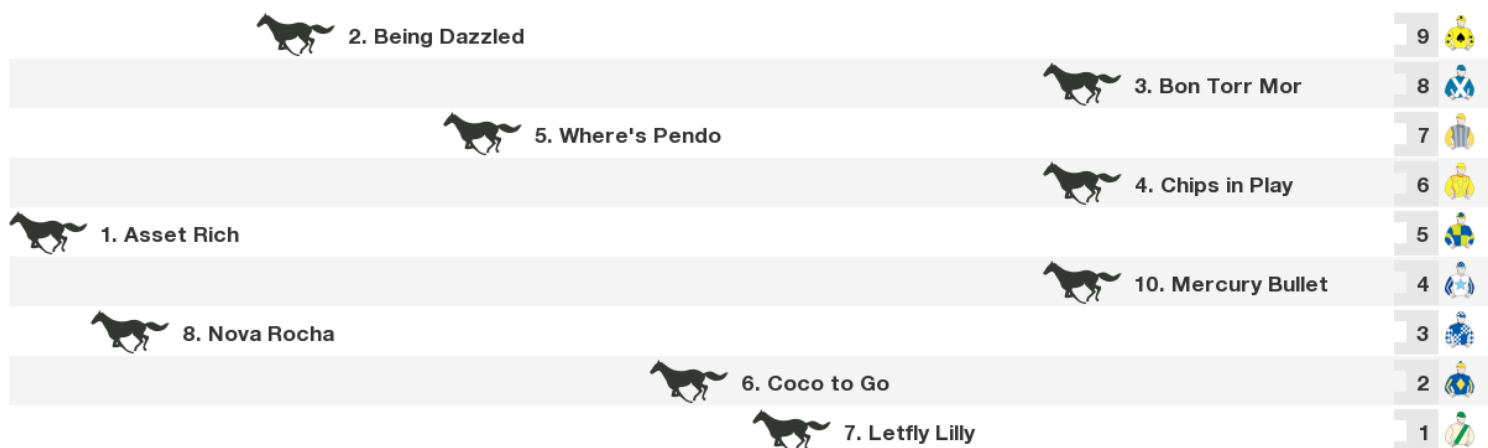 2. Being Dazzled 9
3. Bon Torr Mor 8
5. Where's Pendo 7
4. Chips in Play 6
1. Asset Rich 5
10. Mercury Bullet 4
8. Nova Rocha 3
6. Coco to Go 2
7. Letfly Lilly 1